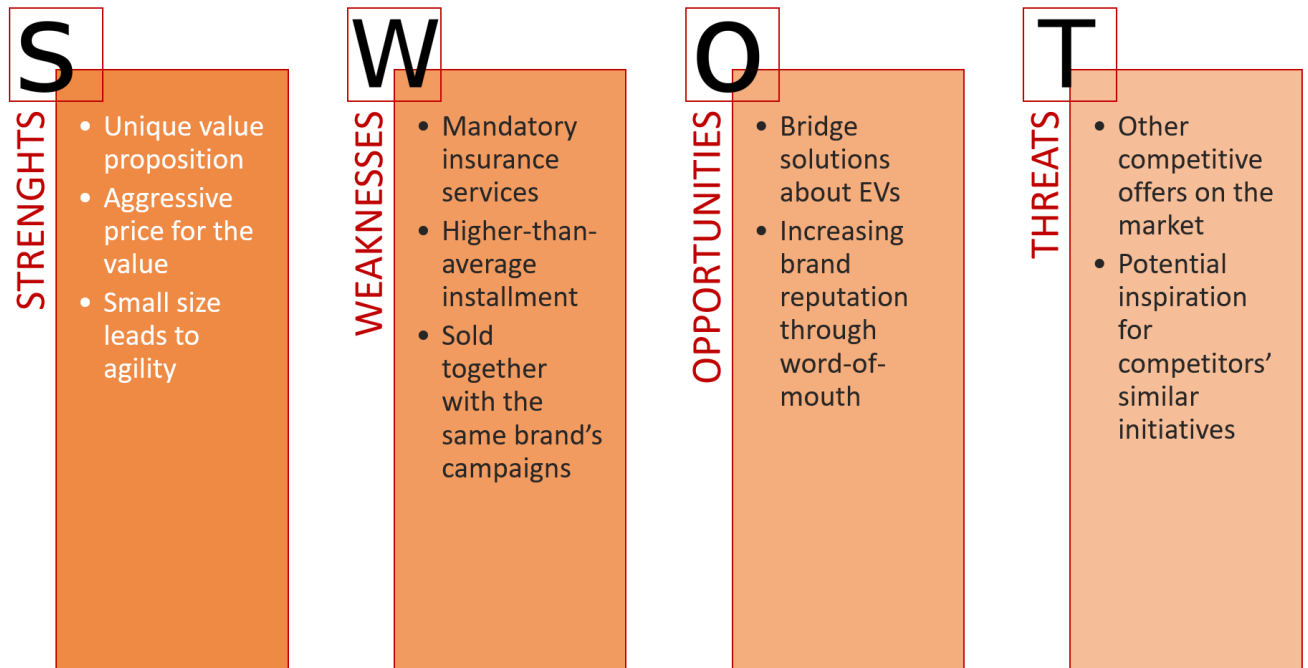 S
STRENGHTS
• Unique value
proposition
• Aggressive
price for the
value
• Small size
leads to
agility
W
WEAKNESSES
• Mandatory
insurance
services
• Higher-than-
average
installment
• Sold
together
with the
same brand’s
campaigns
O
OPPORTUNITIES
• Bridge
solutions
about EVs
• Increasing
brand
reputation
through
word-of-
mouth
T
THREATS
• Other
competitive
offers on the
market
• Potential
inspiration
for
competitors’
similar
initiatives